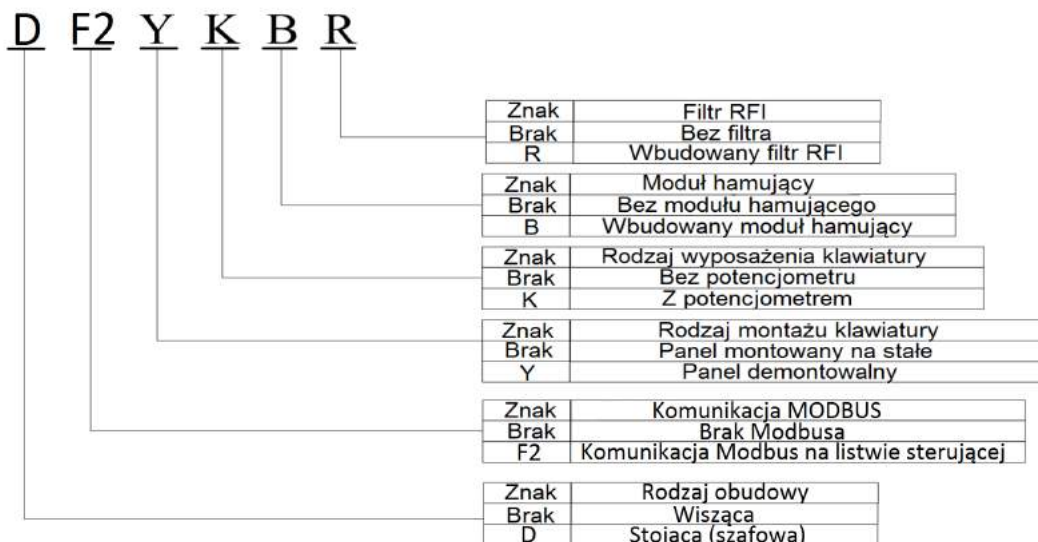 D F2 Y K B R
Znak Filtr RFI
Brak Bez filtra
R Wbudowany filtr RFI
Znak Moduł hamujący
Brak Bez modułu hamującego
B Wbudowany moduł hamujący
Znak Rodzaj wyposażenia klawiatury
Brak Bez potencjometru
K Z potencjometrem
Znak Rodzaj montażu klawiatury
Brak Panel montowany na stałe
Y Panel demontowalny
Znak Komunikacja MODBUS
Brak Brak Modbusa
F2 Komunikacja Modbus na listwie sterującej
Znak Rodzaj obudowy
Brak Wisząca
D Stojąca (szafowa)